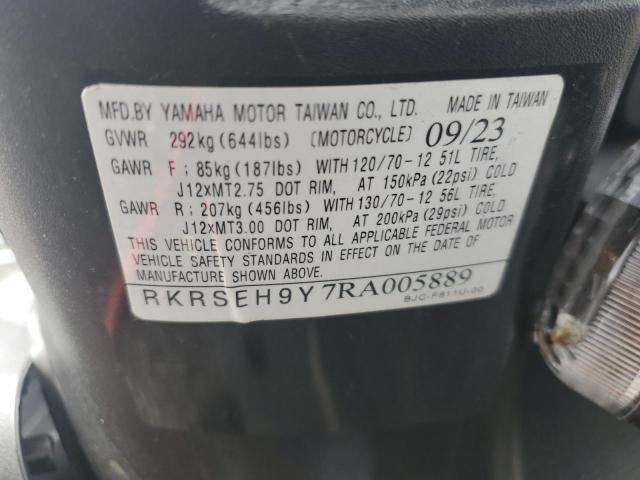 MFD.BY YAMAHA MOTOR TAIWAN CO., LTD. MADE IN TAIWAN
GVWR 292kg(644lbs) (MOTORCYCLE) 09/23
GAWR F : 85kg(187lbs) WITH 120/70-12 51L TIRE,
J12xMT2.75 DOT RIM, AT 150kPa(22psi) COLD
GAWR R : 207kg(456lbs) WITH 130/70-12 56L TIRE,
J12xMT3.00 DOT RIM, AT 200kPa(29psi) COLD
THIS VEHICLE CONFORMS TO ALL APPLICABLE FEDERAL MOTOR
VEHICLE SAFETY STANDARDS IN EFFECT ON THE DATE OF
MANUFACTURE SHOWN ABOVE.
RKRSEH9Y7RA005889
BJC-F811U-00